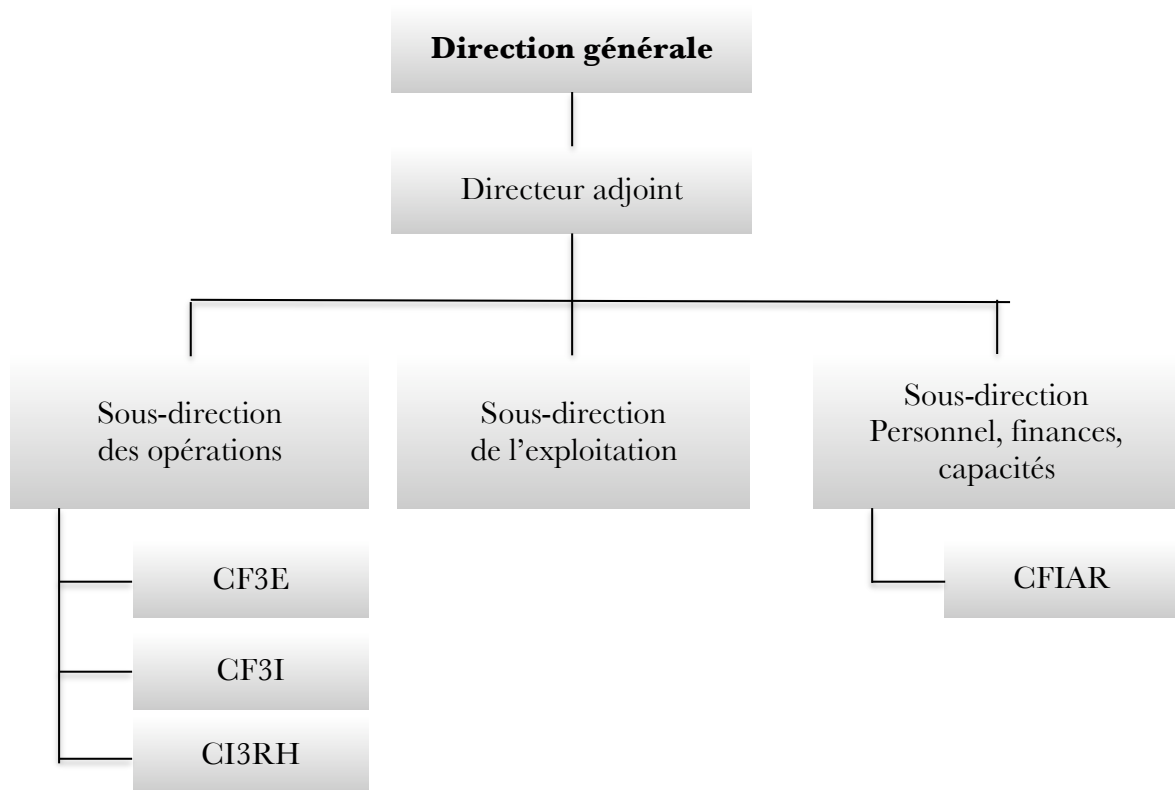 Direction générale
Directeur adjoint
Sous-direction
des opérations
Sous-direction
de l’exploitation
Sous-direction
Personnel, finances,
capacités
CF3E
CF3I
CI3RH
CFIAR